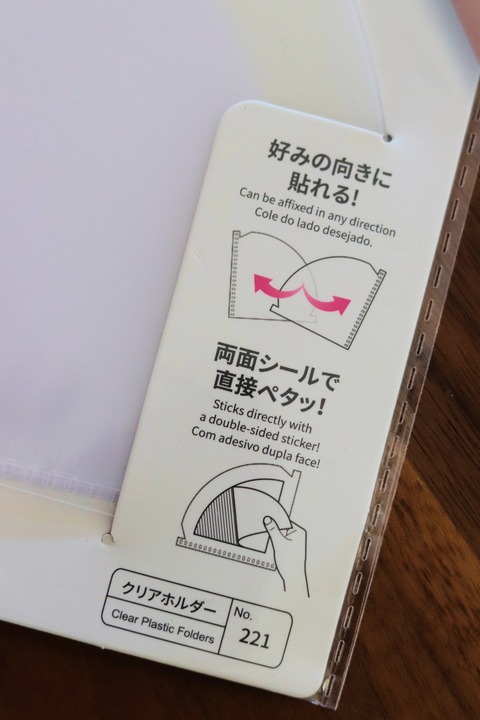 好みの向きに
貼れる!
Can be affixed in any direction
Cole do lado desejado.
両面シールで
直接ペタッ!
Sticks directly with
a double-sided sticker!
Com adesivo dupla face!
クリアホルダー
Clear Plastic Folders
No.
221